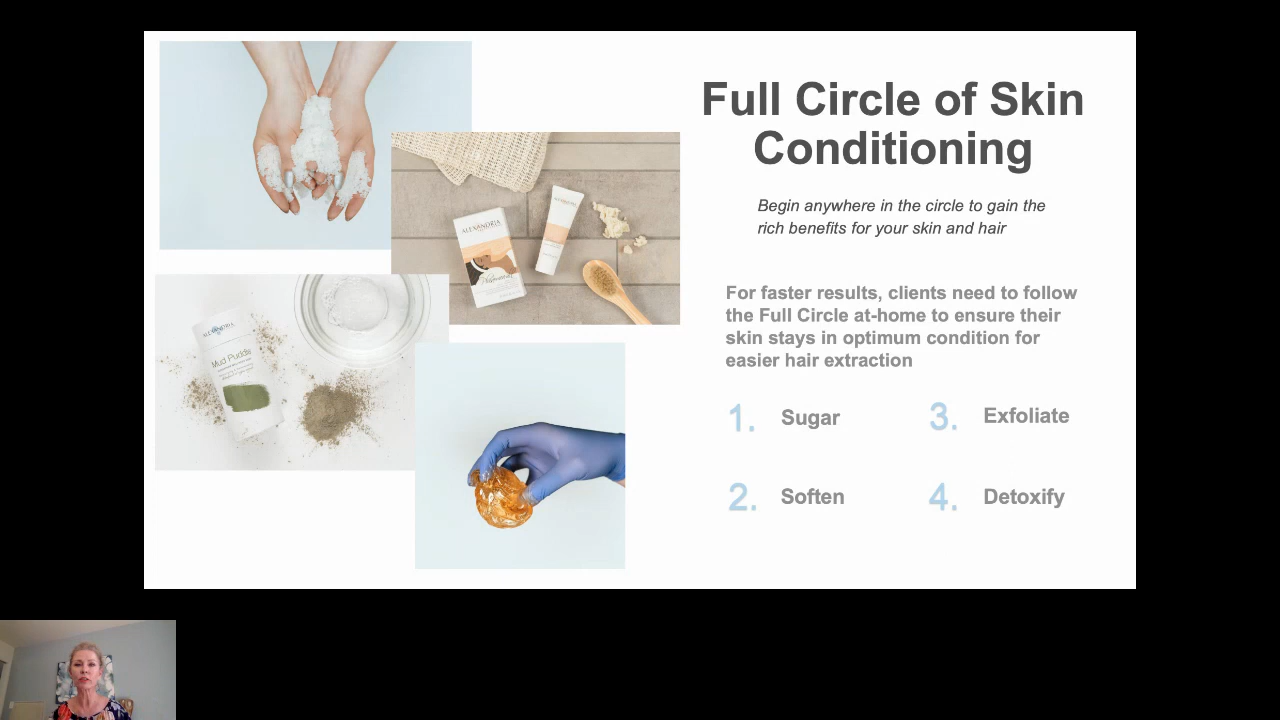 Full Circle of Skin
Conditioning
Begin anywhere in the circle to gain the
rich benefits for your skin and hair
For faster results, clients need to follow
the Full Circle at-home to ensure their
skin stays in optimum condition for
easier hair extraction
1. Sugar
3. Exfoliate
2. Soften
4. Detoxify
ALEXANDRIA
ALEXANDRIA
Mud Puddle